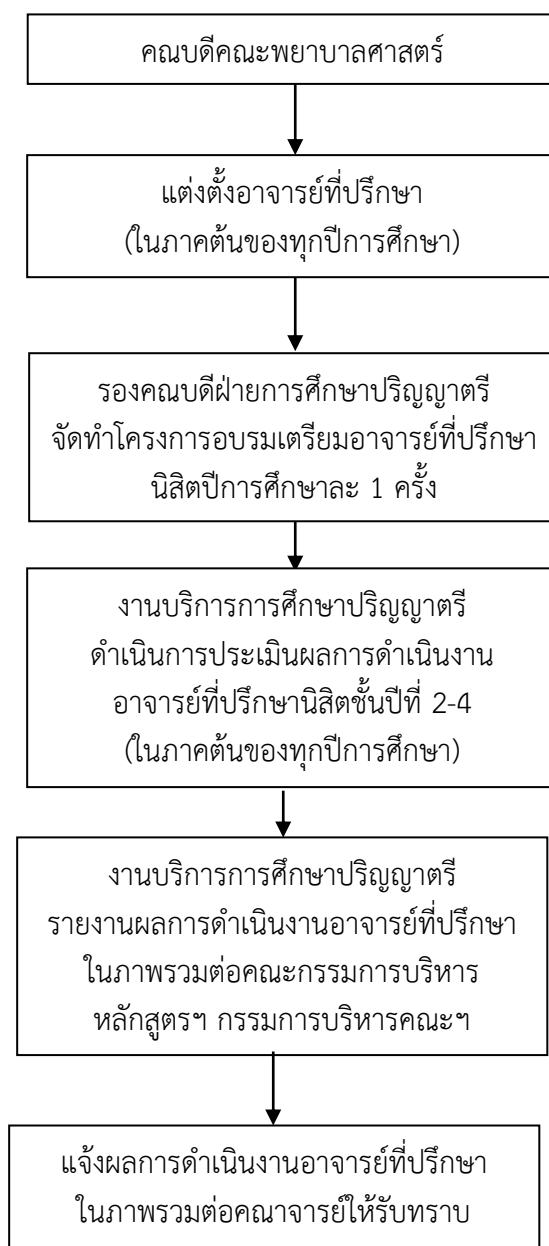 คณบดีคณะพยาบาลศาสตร์
แต่งตั้งอาจารย์ที่ปรึกษา
(ในภาคต้นของทุกปีการศึกษา)
รองคณบดีฝ่ายการศึกษาปริญญาตรี
จัดทำโครงการอบรมเตรียมอาจารย์ที่ปรึกษา
นิสิตปีการศึกษาละ 1 ครั้ง
งานบริการการศึกษาปริญญาตรี
ดำเนินการประเมินผลการดำเนินงาน
อาจารย์ที่ปรึกษานิสิตชั้นปีที่ 2-4
(ในภาคต้นของทุกปีการศึกษา)
งานบริการการศึกษาปริญญาตรี
รายงานผลการดำเนินงานอาจารย์ที่ปรึกษา
ในภาพรวมต่อคณะกรรมการบริหาร
หลักสูตรฯ กรรมการบริหารคณะฯ
แจ้งผลการดำเนินงานอาจารย์ที่ปรึกษา
ในภาพรวมต่อคณาจารย์ให้รับทราบ